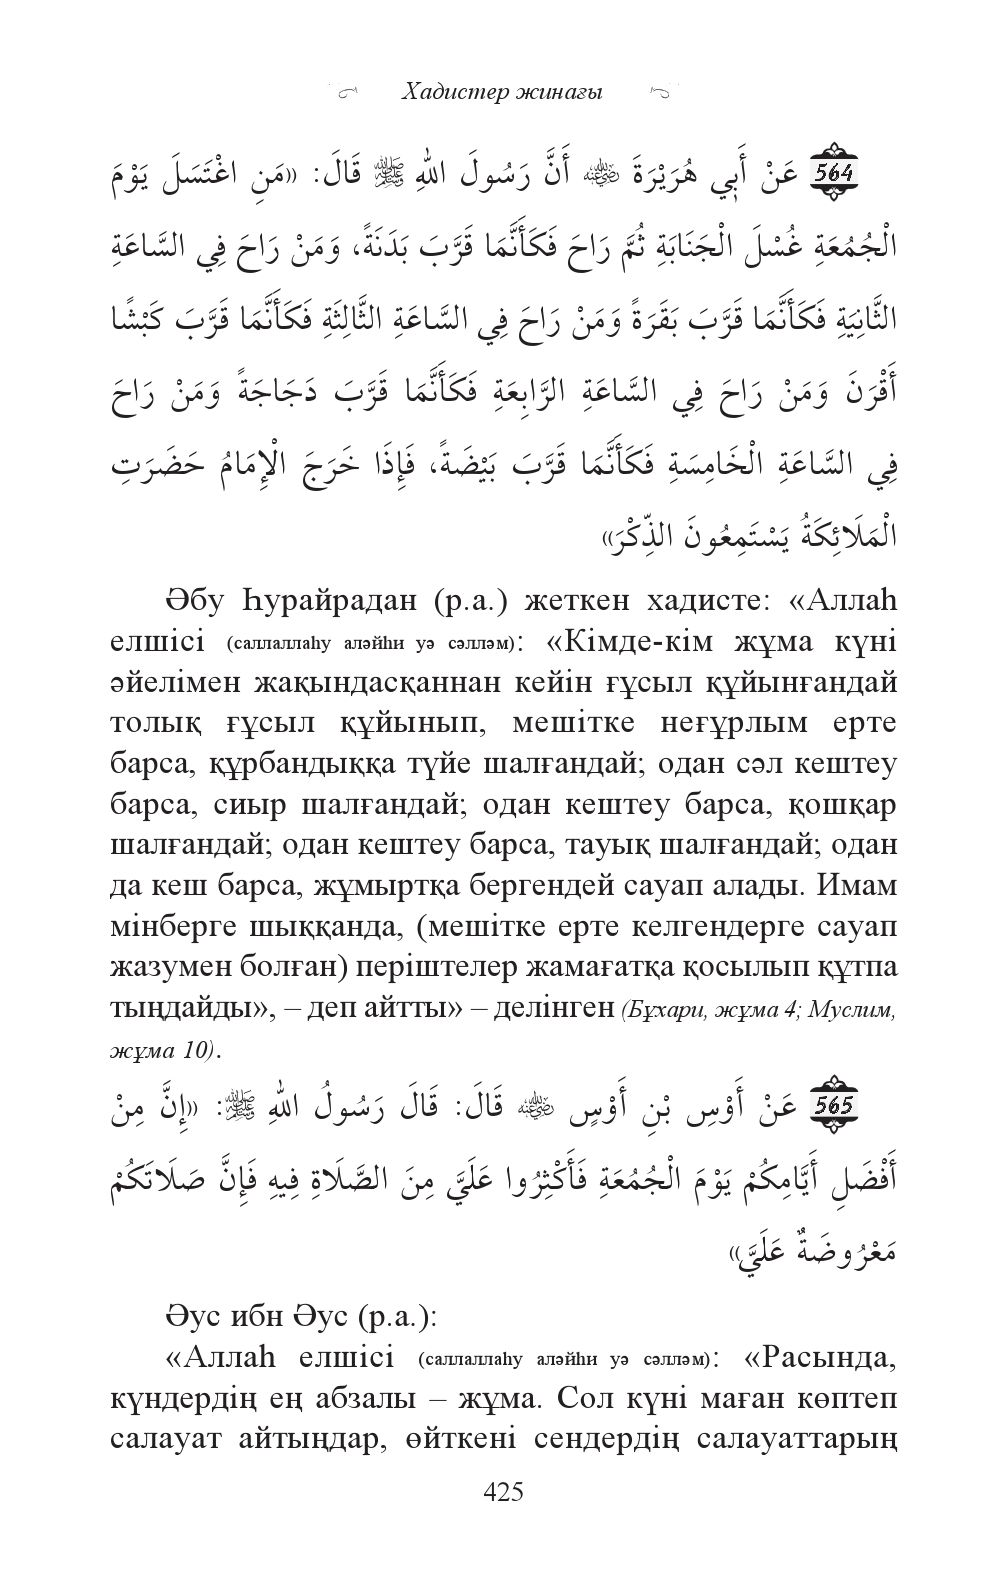 Хадистер жинағы
564 عَنْ أَبِي هُرَيْرَةَ ﷺ أَنَّ رَسُولَ اللهِ ﷺ قَالَ: «مَنِ اغْتَسَلَ يَوْمَ
الْجُمُعَةِ غُسْلَ الْجَنَابَةِ ثُمَّ رَاحَ فَكَأَنَّمَا قَرَّبَ بَدَنَةً، وَمَنْ رَاحَ فِي السَّاعَةِ
الثَّانِيَةِ فَكَأَنَّمَا قَرَّبَ بَقَرَةً وَمَنْ رَاحَ فِي السَّاعَةِ الثَّالِثَةِ فَكَأَنَّمَا قَرَّبَ كَبْشًا
أَقْرَنَ وَمَنْ رَاحَ فِي السَّاعَةِ الرَّابِعَةِ فَكَأَنَّمَا قَرَّبَ دَجَاجَةً وَمَنْ رَاحَ
فِي السَّاعَةِ الْخَامِسَةِ فَكَأَنَّمَا قَرَّبَ بَيْضَةً، فَإِذَا خَرَجَ الْإِمَامُ حَضَرَتِ
الْمَلَائِكَةُ يَسْتَمِعُونَ الذِّكْرَ»
Әбу Һурайрадан (р.а.) жеткен хадисте: «Аллаһ
елшісі (саллаллаһу аләйһи уә сәлләм): «Кімде-кім жұма күні
әйелімен жақындасқаннан кейін ғұсыл құйынғандай
толық ғұсыл құйынып, мешітке неғұрлым ерте
барса, құрбандыққа түйе шалғандай; одан сәл кештеу
барса, сиыр шалғандай; одан кештеу барса, қошқар
шалғандай; одан кештеу барса, тауық шалғандай; одан
да кеш барса, жұмыртқа бергендей сауап алады. Имам
мінберге шыққанда, (мешітке ерте келгендерге сауап
жазумен болған) періштелер жамағатқа қосылып құтпа
тыңдайды», – деп айтты» – делінген (Бұхари, жұма 4; Муслим,
жұма 10).
565 عَنْ أَوْسِ بْنِ أَوْسٍ ﷺ قَالَ: قَالَ رَسُولُ اللهِ ﷺ: «إِنَّ مِنْ
أَفْضَلِ أَيَّامِكُمْ يَوْمَ الْجُمُعَةِ فَأَكْثِرُوا عَلَيَّ مِنَ الصَّلَاةِ فِيهِ فَإِنَّ صَلَاتَكُمْ
مَعْرُوضَةٌ عَلَيَّ»
Әус ибн Әус (р.а.):
«Аллаһ елшісі (саллаллаһу аләйһи уә сәлләм): «Расында,
күндердің ең абзалы – жұма. Сол күні маған көптеп
салауат айтыңдар, өйткені сендердің салауаттарың
425